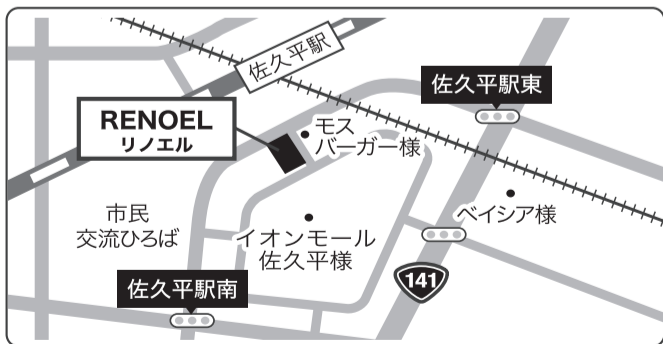 佐久平駅
佐久平駅東
RENOEL
リノエル
モス
バーガー様
市民
交流ひろば
イオンモール
佐久平様
ベイシア様
141
佐久平駅南